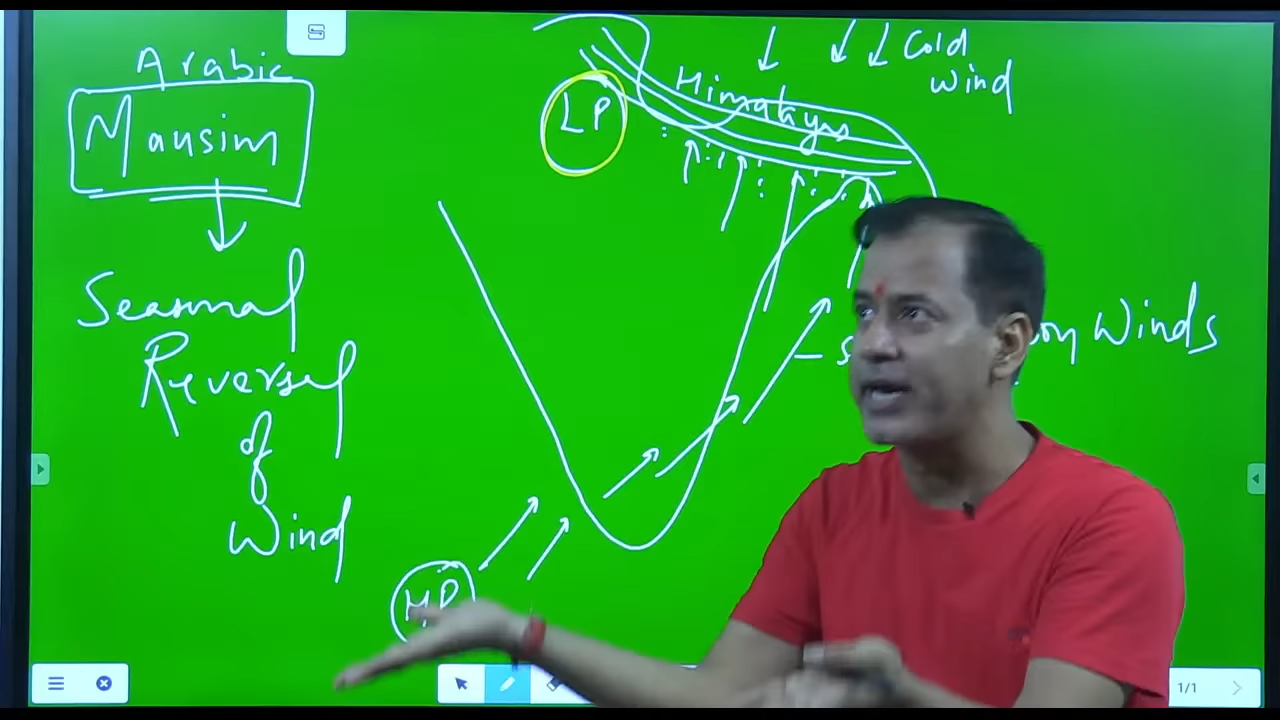 Arabic
Mausim
Seasonal
Reversal
of
Wind
LP
Himalayas
Cold
Wind
Winds
HP
1/1